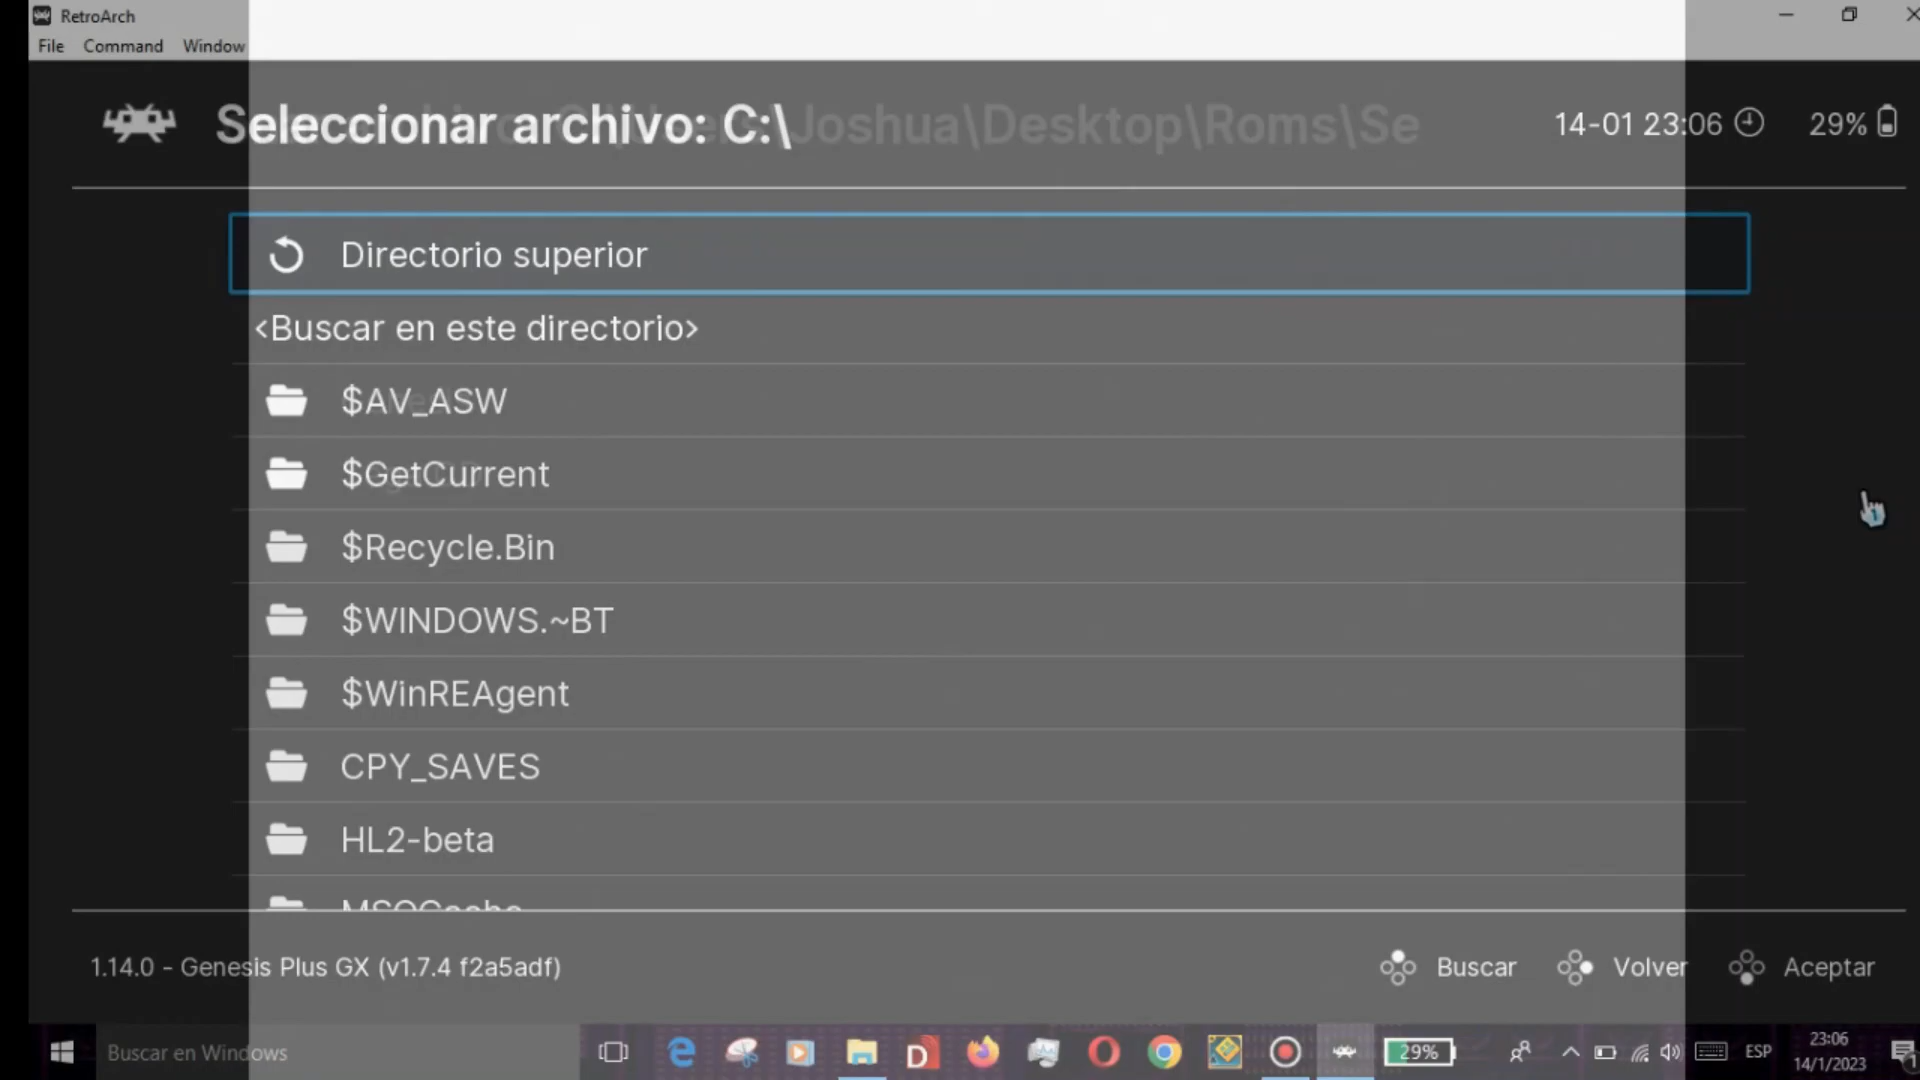 RetroArch
File Command Window
Seleccionar archivo: C:\
Joshua\Desktop\Roms\Se
14-01 23:06
29%
Directorio superior
<Buscar en este directorio>
$AV_ASW
$GetCurrent
$Recycle.Bin
$WINDOWS.~BT
$WinREAgent
CPY_SAVES
HL2-beta
MSOCache
1.14.0 - Genesis Plus GX (v1.7.4 f2a5adf)
Buscar Volver Aceptar
Buscar en Windows
29%
ESP
23:06
14/1/2023
1